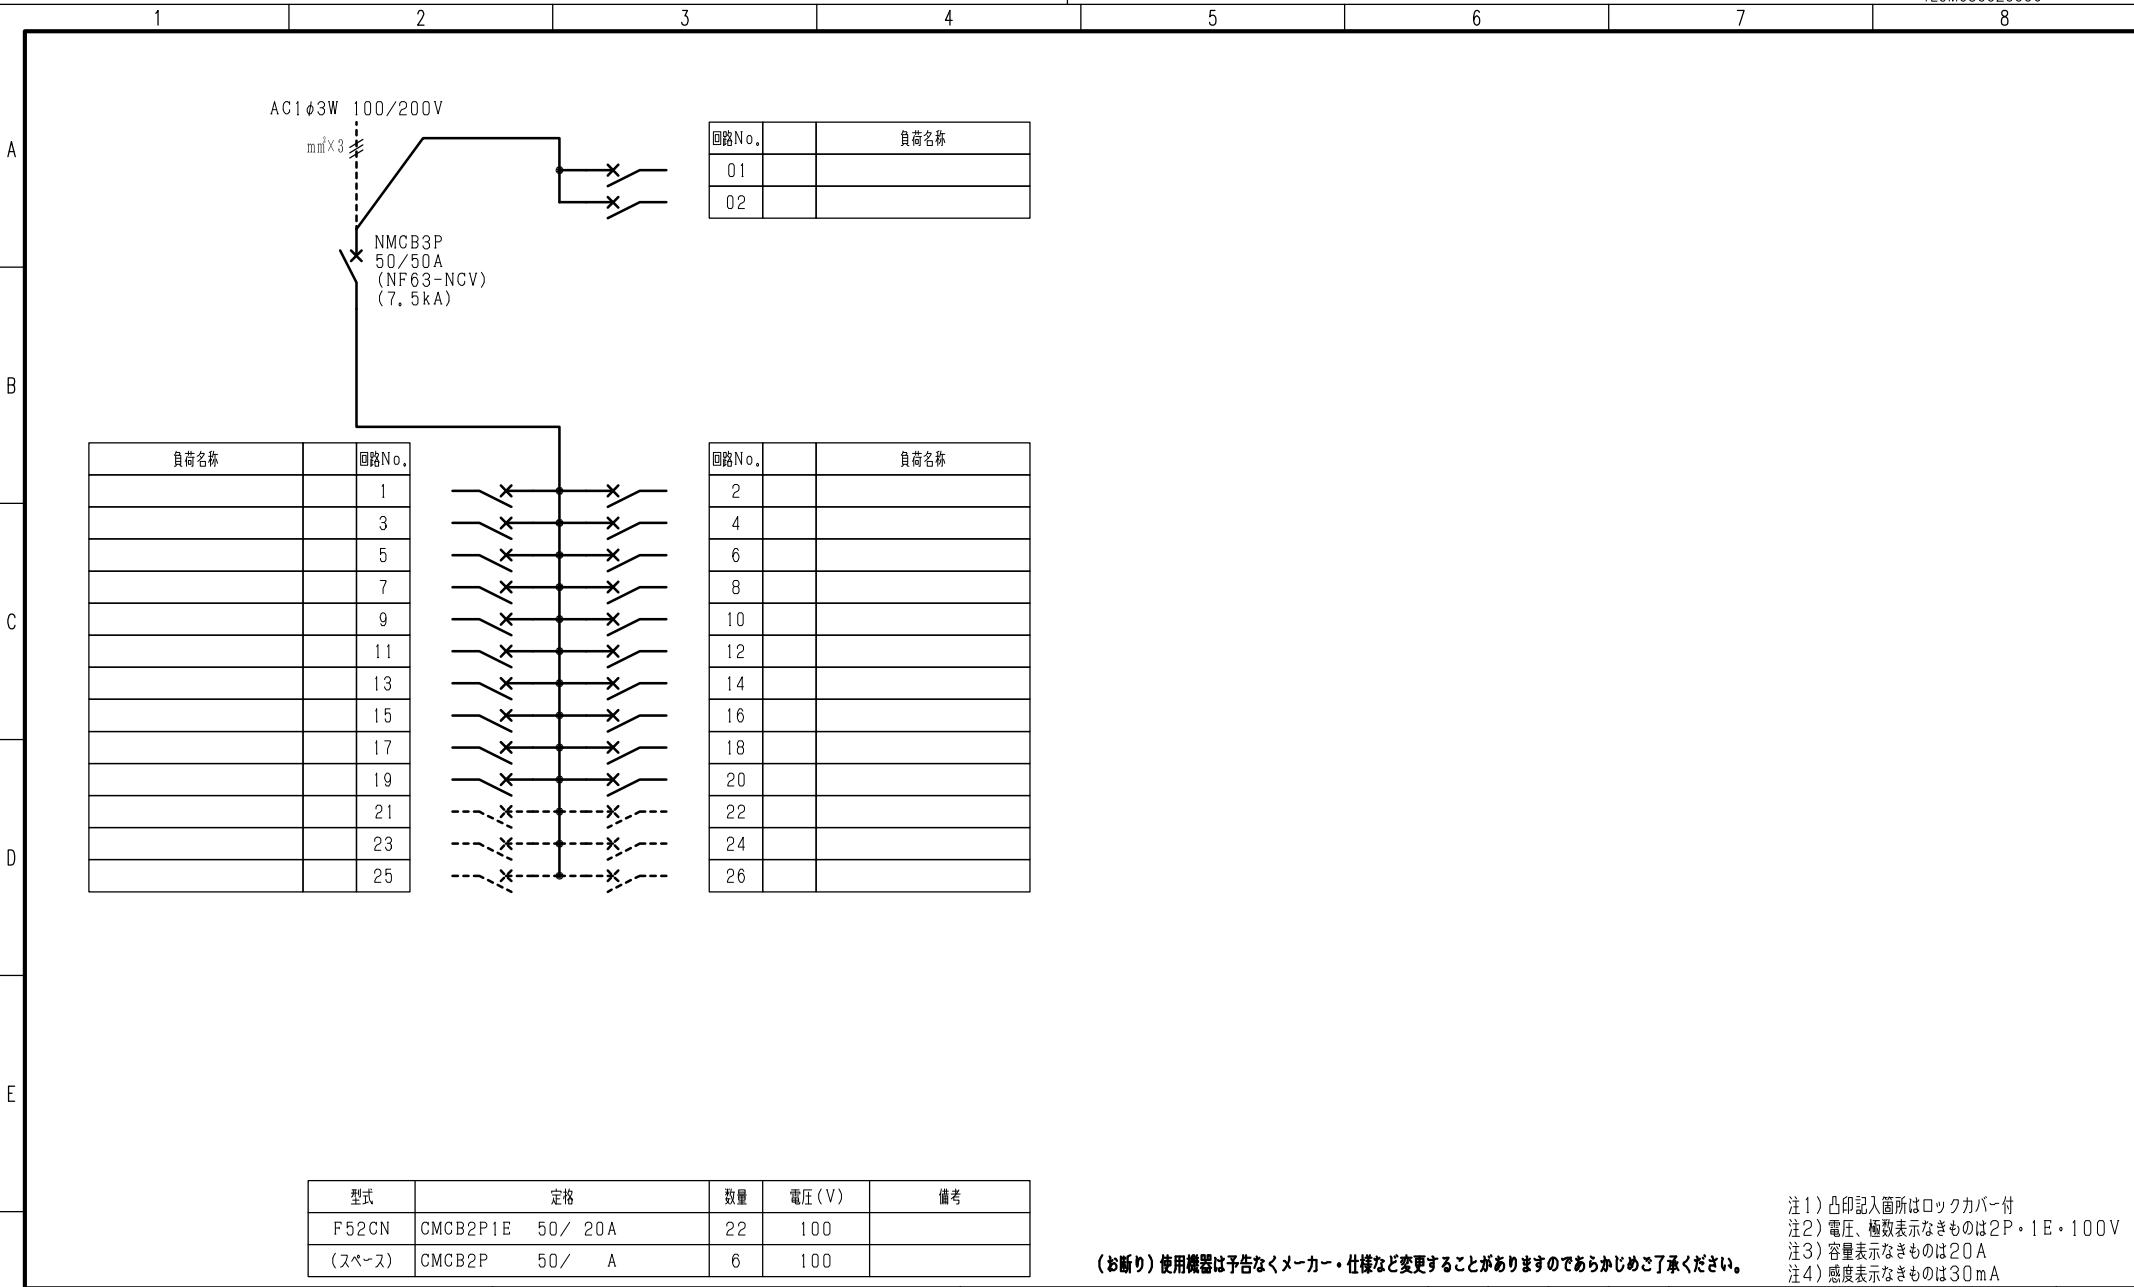 1 2 3 4 5 6 7 8
A
B
C
D
E
AC1φ3W 100/200V
mm²×3
NMCB3P
50/50A
(NF63-NCV)
(7.5kA)
回路No. 負荷名称
01
02
負荷名称 回路No. 回路No. 負荷名称
1 2
3 4
5 6
7 8
9 10
11 12
13 14
15 16
17 18
19 20
21 22
23 24
25 26
型式 定格 数量 電圧(V) 備考
F52CN CMCB2P1E 50/ 20A 22 100
(スペース) CMCB2P 50/ A 6 100
(お断り)使用機器は予告なくメーカー・仕様など変更することがありますのであらかじめご了承ください。
注1)凸印記入箇所はロックカバー付
注2)電圧、極数表示なきものは2P・1E・100V
注3)容量表示なきものは20A
注4)感度表示なきものは30mA